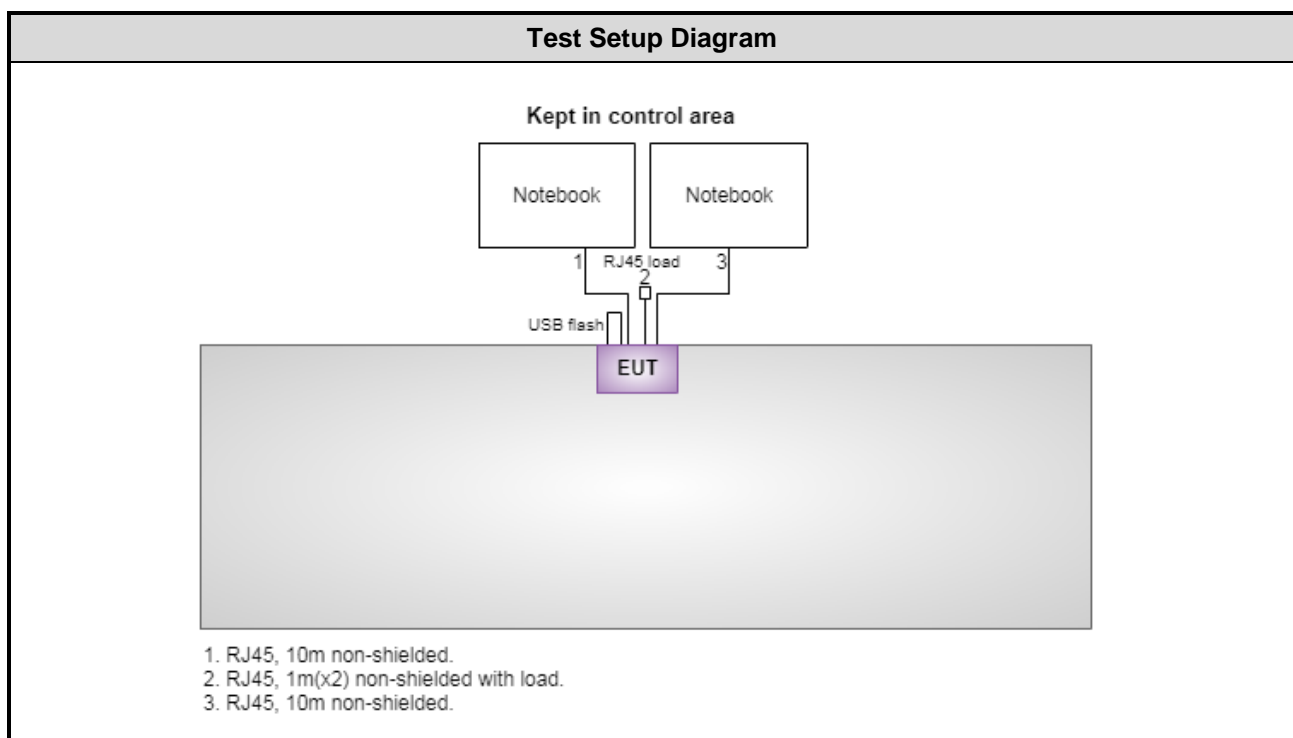 Test Setup Diagram
Kept in control area
Notebook
Notebook
1
RJ45 load
3
2
USB flash
EUT
1. RJ45, 10m non-shielded.
2. RJ45, 1m(x2) non-shielded with load.
3. RJ45, 10m non-shielded.